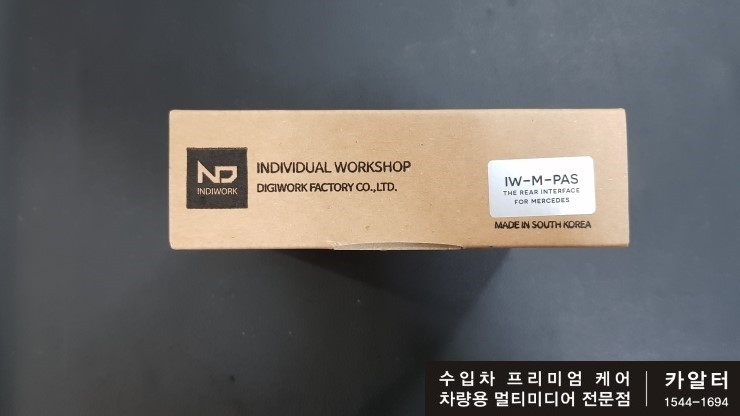 ND
INDIWORK
INDIVIDUAL WORKSHOP
DIGIWORK FACTORY CO.,LTD.
IW-M-PAS
THE REAR INTERFACE
FOR MERCEDES
MADE IN SOUTH KOREA
수입차 프리미엄 케어
차량용 멀티미디어 전문점
카알터
1544-1694